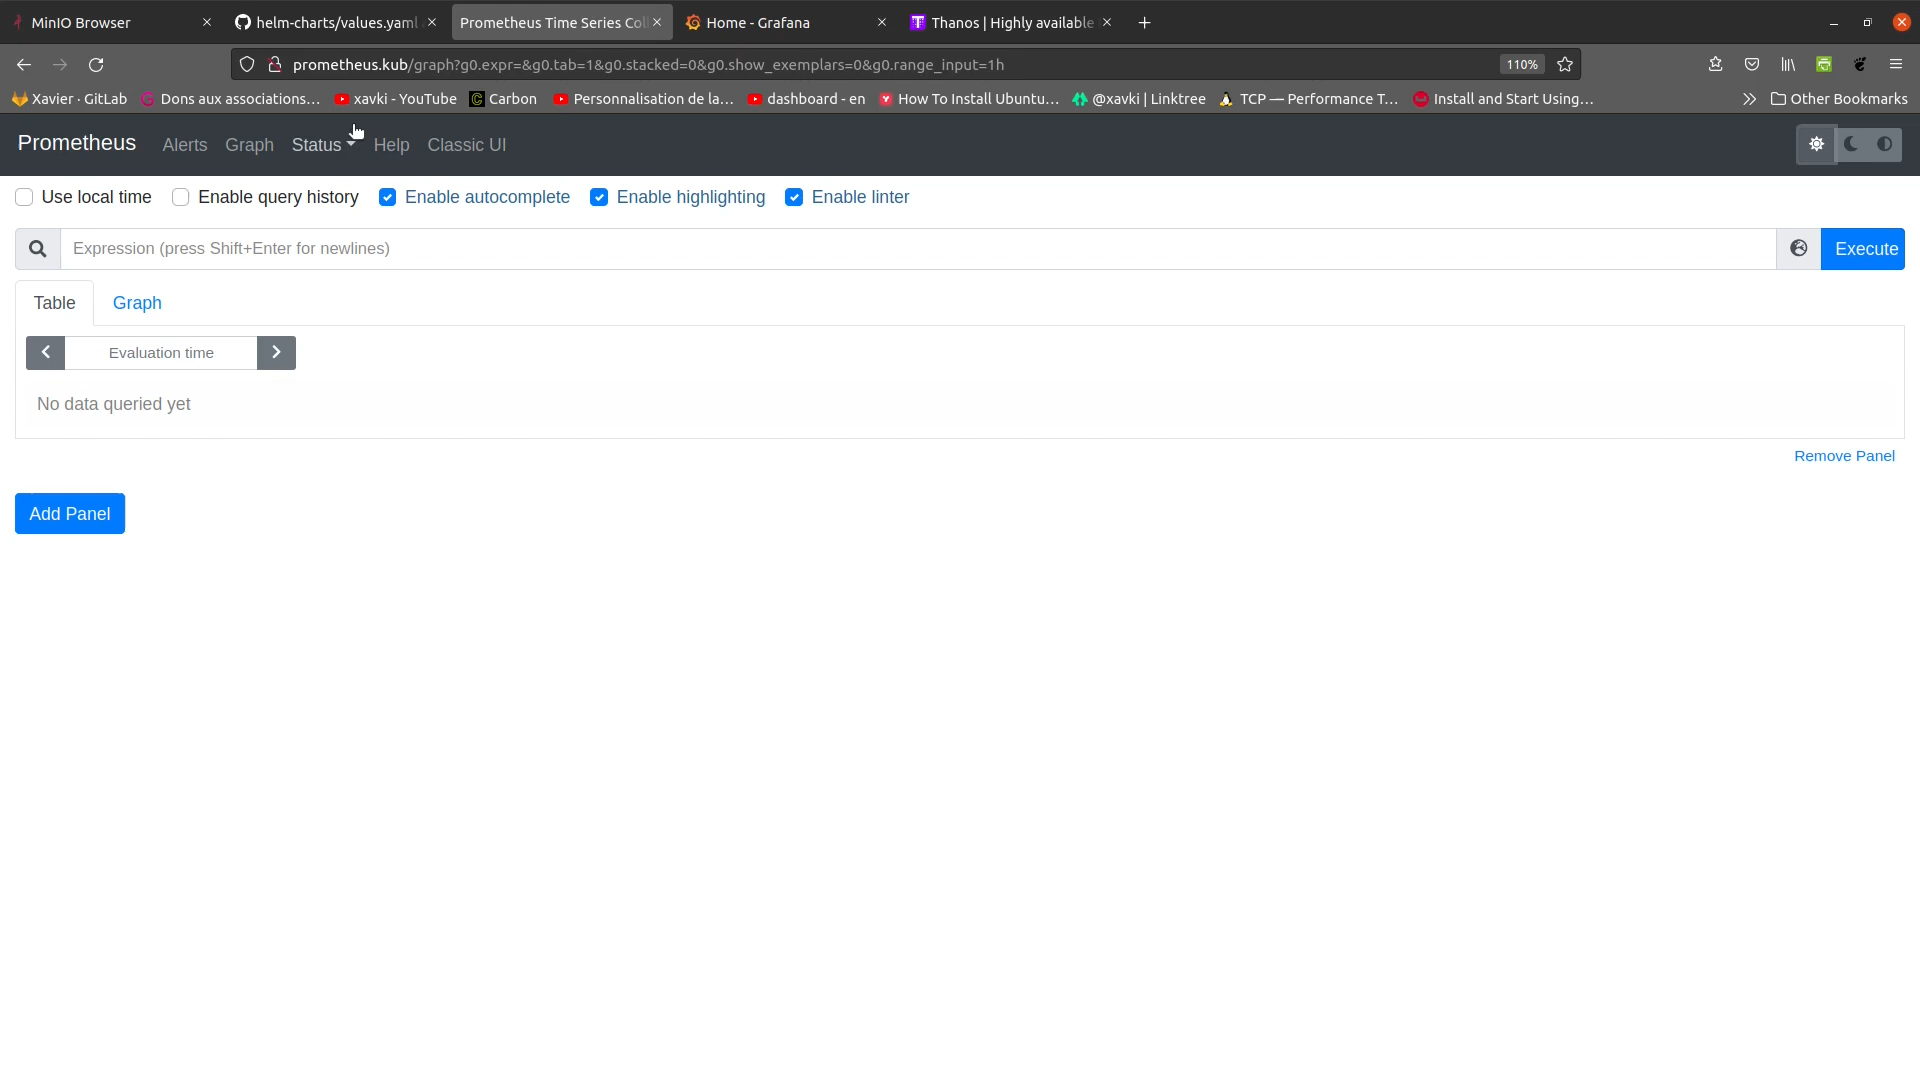 MinIO Browser
helm-charts/values.yaml
Prometheus Time Series Col
Home - Grafana
Thanos | Highly available
prometheus.kub/graph?g0.expr=&g0.tab=1&g0.stacked=0&g0.show_exemplars=0&g0.range_input=1h
110%
Xavier · GitLab
Dons aux associations...
xavki - YouTube
Carbon
Personnalisation de la...
dashboard - en
How To Install Ubuntu...
@xavki | Linktree
TCP — Performance T...
Install and Start Using...
Other Bookmarks
Prometheus
Alerts
Graph
Status
Help
Classic UI
Use local time
Enable query history
Enable autocomplete
Enable highlighting
Enable linter
Expression (press Shift+Enter for newlines)
Execute
Table
Graph
Evaluation time
No data queried yet
Remove Panel
Add Panel